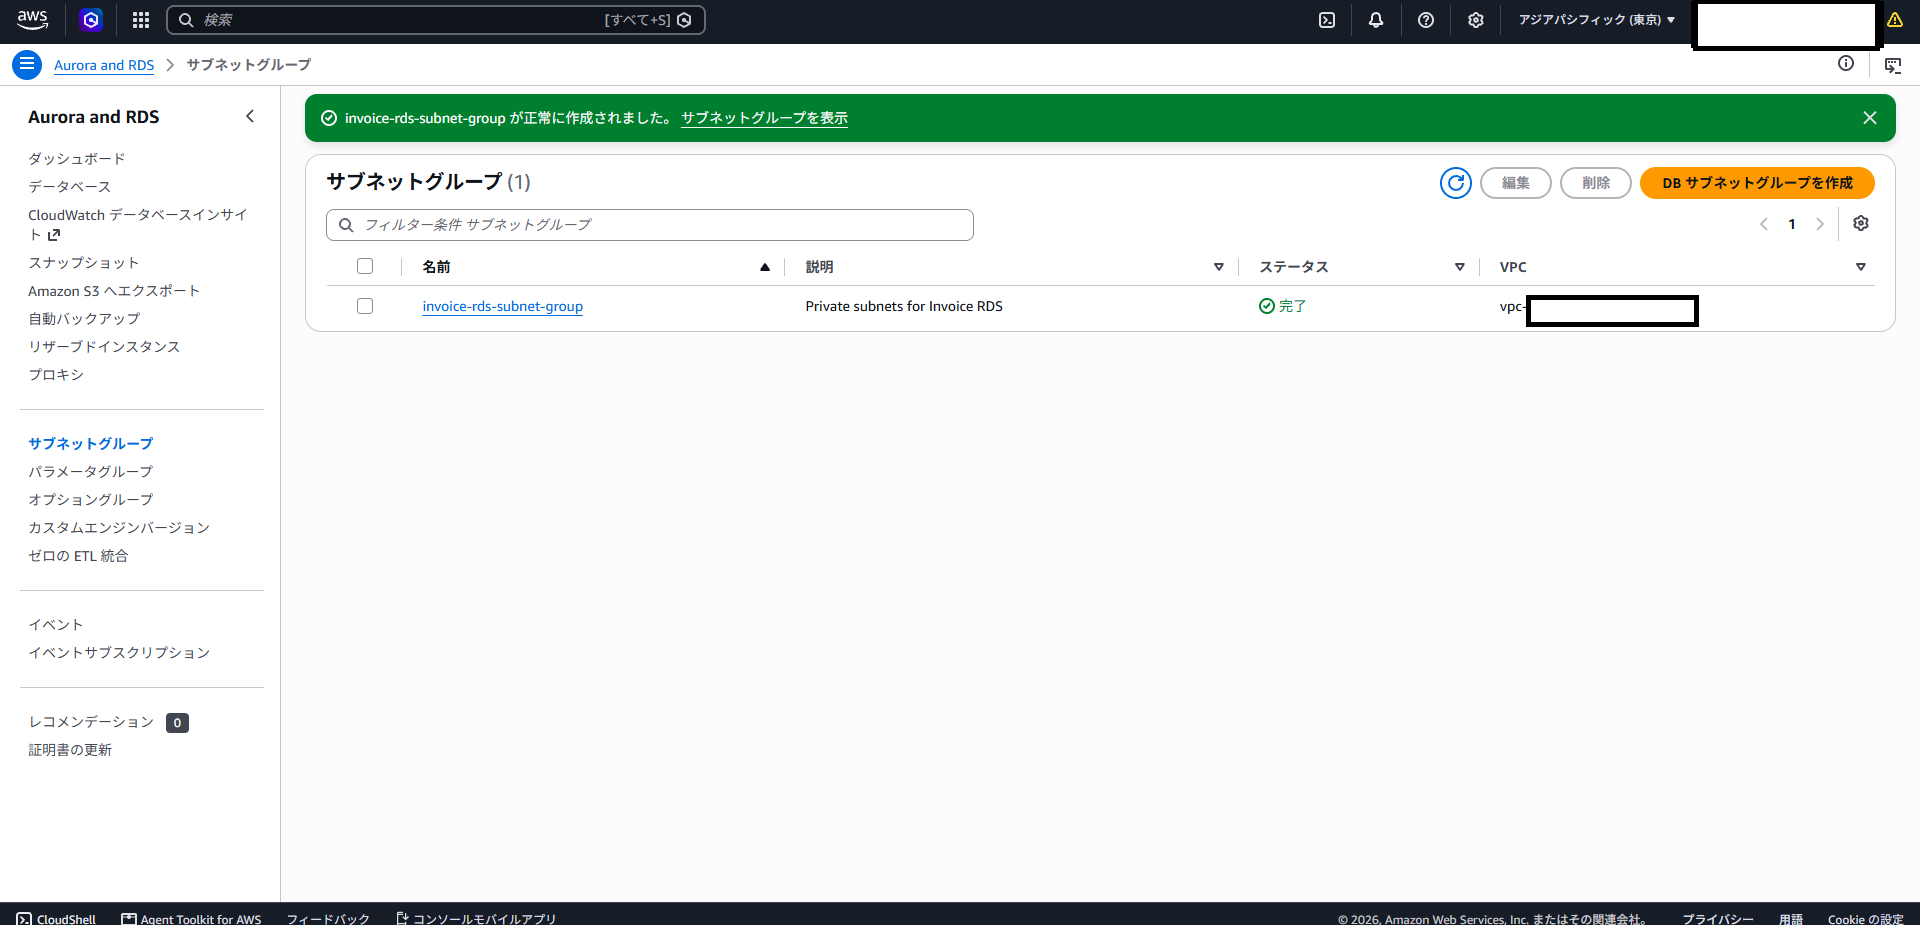 aws
検索
[すべて+S]
アジアパシフィック (東京)
Aurora and RDS
サブネットグループ
Aurora and RDS
ダッシュボード
データベース
CloudWatch データベースインサイ
ト
スナップショット
Amazon S3 へエクスポート
自動バックアップ
リザーブドインスタンス
プロキシ
サブネットグループ
パラメータグループ
オプショングループ
カスタムエンジンバージョン
ゼロの ETL 統合
イベント
イベントサブスクリプション
レコメンデーション 0
証明書の更新
invoice-rds-subnet-group が正常に作成されました。 サブネットグループを表示
サブネットグループ (1)
編集
削除
DB サブネットグループを作成
フィルター条件 サブネットグループ
1
名前
説明
ステータス
VPC
invoice-rds-subnet-group
Private subnets for Invoice RDS
完了
vpc-
CloudShell
Agent Toolkit for AWS
フィードバック
コンソールモバイルアプリ
© 2026, Amazon Web Services, Inc. またはその関連会社。
プライバシー
用語
Cookie の設定